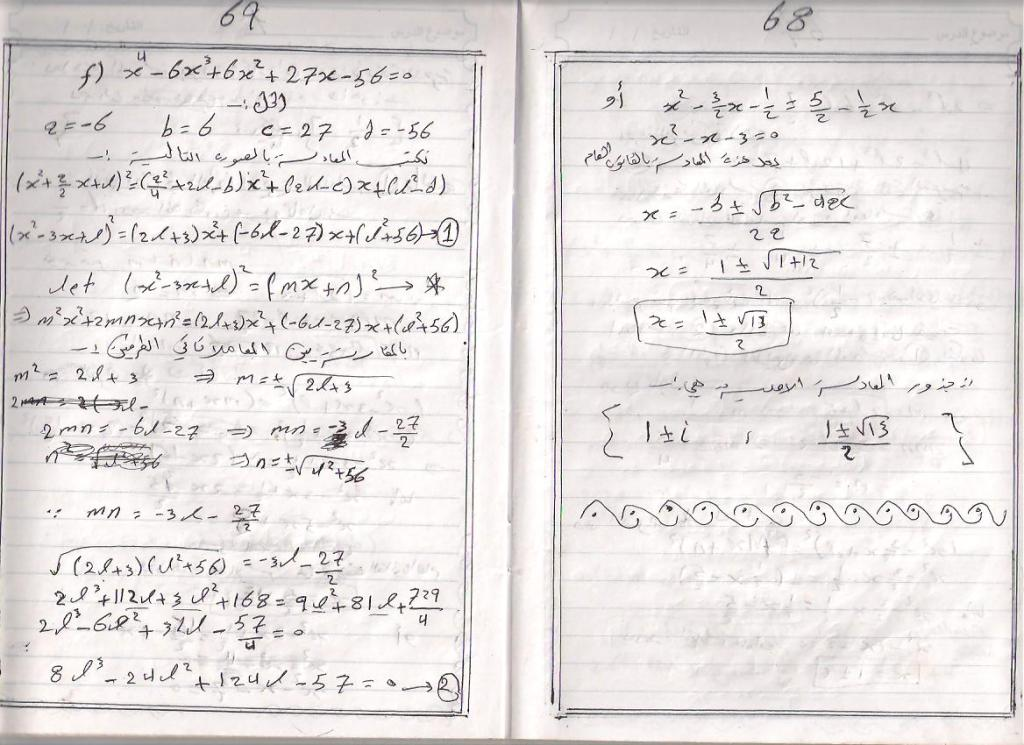 68
أو x² - 3/2 x - 1/2 = 5/2 - 1/2 x
x² - x - 3 = 0
بحل هذه المعادلة بالقانون العام
x = (-b ± √(b² - 4ac)) / 2a
x = (1 ± √(1+12)) / 2
x = (1 ± √13) / 2
∴ جذور المعادلة الأصلية هي :-
{ 1 ± i , (1 ± √13) / 2 }
69
f) x⁴ - 6x³ + 6x² + 27x - 56 = 0
الحل :-
a = -6 b = 6 c = 27 d = -56
نكتب المعادلة بالصورة التالية :-
(x² + a/2 x + l)² = (a²/4 + 2l - b) x² + (al - c) x + (l² - d)
(x² - 3x + l)² = (2l + 3) x² + (-6l - 27) x + (l² + 56) → ①
let (x² - 3x + l)² = (mx + n)² → *
⇒ m²x² + 2mnx + n² = (2l + 3)x² + (-6l - 27)x + (l² + 56)
بالمقارنة بين المعاملات في الطرفين :-
m² = 2l + 3 ⇒ m = ±√(2l + 3)
2mn = -6l - 27 ⇒ mn = -3l - 27/2
n² = l² + 56 ⇒ n = ±√(l² + 56)
∵ mn = -3l - 27/2
√((2l + 3)(l² + 56)) = -3l - 27/2
2l³ + 112l + 3l² + 168 = 9l² + 81l + 729/4
2l³ - 6l² + 31l - 57/4 = 0
8l³ - 24l² + 124l - 57 = 0 → ②